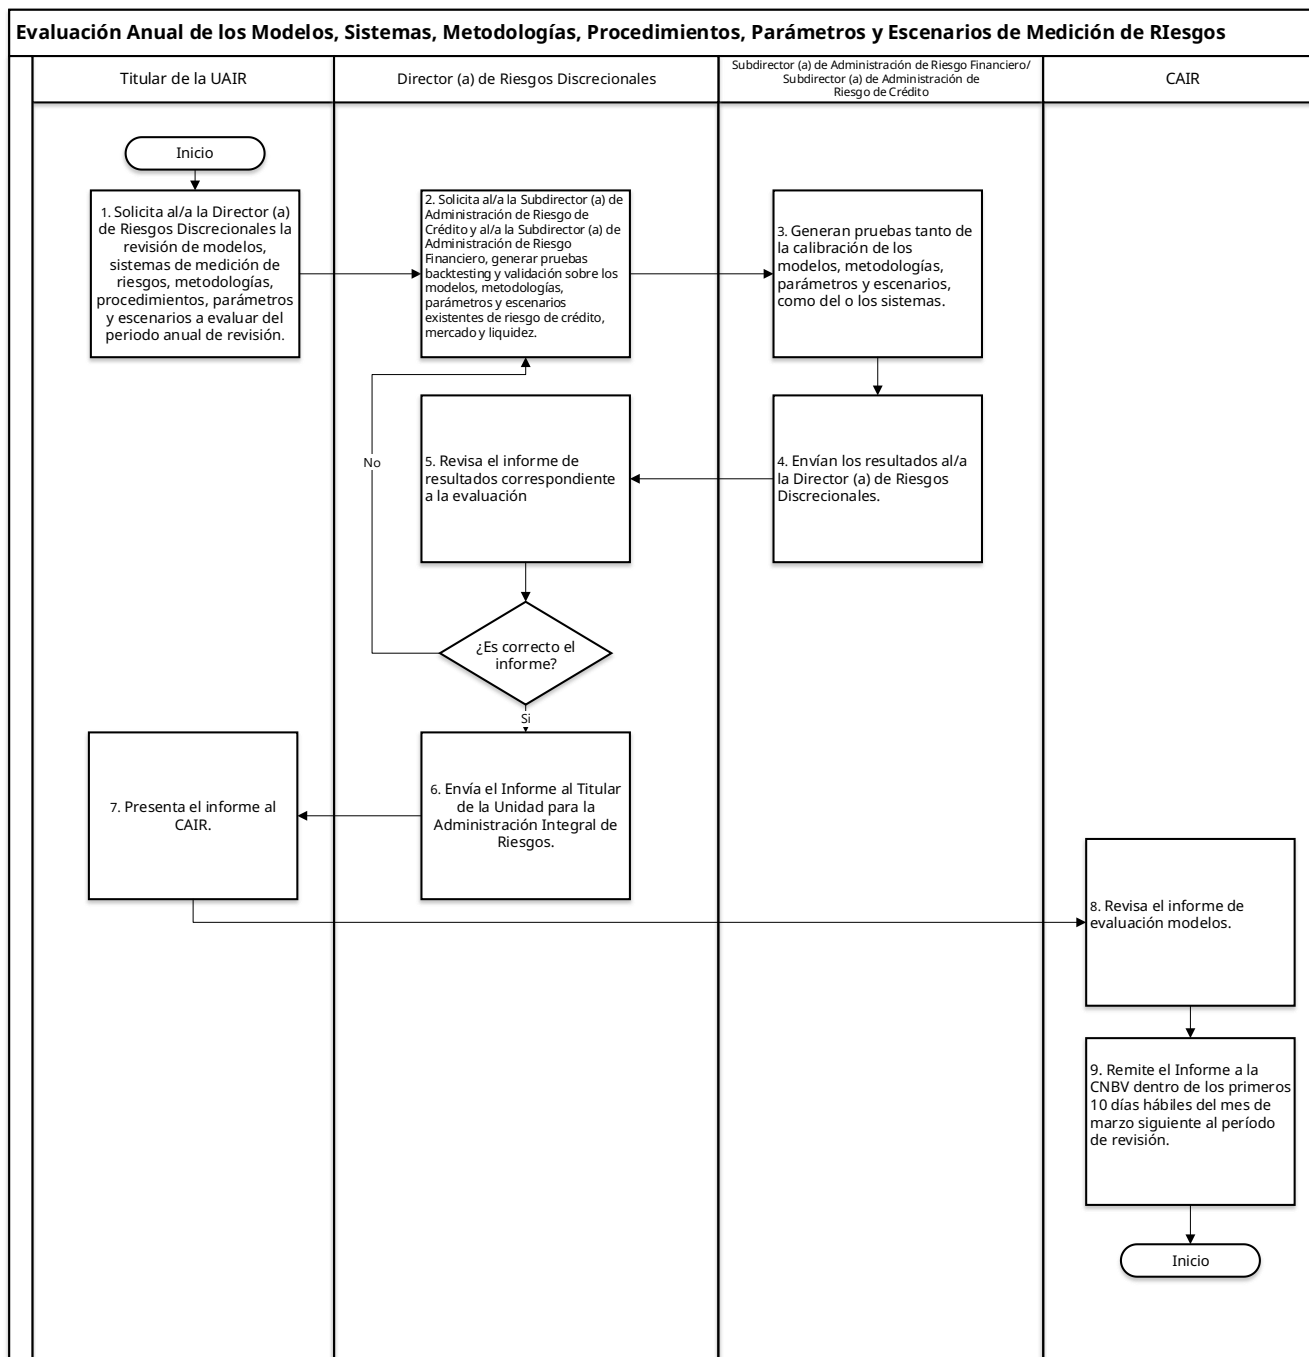 Evaluación Anual de los Modelos, Sistemas, Metodologías, Procedimientos, Parámetros y Escenarios de Medición de RIesgos
Titular de la UAIR
Director (a) de Riesgos Discrecionales
Subdirector (a) de Administración de Riesgo Financiero/
Subdirector (a) de Administración de
Riesgo de Crédito
CAIR
Inicio
1. Solicita al/a la Director (a)
de Riesgos Discrecionales la
revisión de modelos,
sistemas de medición de
riesgos, metodologías,
procedimientos, parámetros
y escenarios a evaluar del
periodo anual de revisión.
2. Solicita al/a la Subdirector (a) de
Administración de Riesgo de
Crédito y al/a la Subdirector (a) de
Administración de Riesgo
Financiero, generar pruebas
backtesting y validación sobre los
modelos, metodologías,
parámetros y escenarios
existentes de riesgo de crédito,
mercado y liquidez.
3. Generan pruebas tanto de
la calibración de los
modelos, metodologías,
parámetros y escenarios,
como del o los sistemas.
4. Envían los resultados al/a
la Director (a) de Riesgos
Discrecionales.
5. Revisa el informe de
resultados correspondiente
a la evaluación
No
¿Es correcto el
informe?
Si
6. Envía el Informe al Titular
de la Unidad para la
Administración Integral de
Riesgos.
7. Presenta el informe al
CAIR.
8. Revisa el informe de
evaluación modelos.
9. Remite el Informe a la
CNBV dentro de los primeros
10 días hábiles del mes de
marzo siguiente al período
de revisión.
Inicio